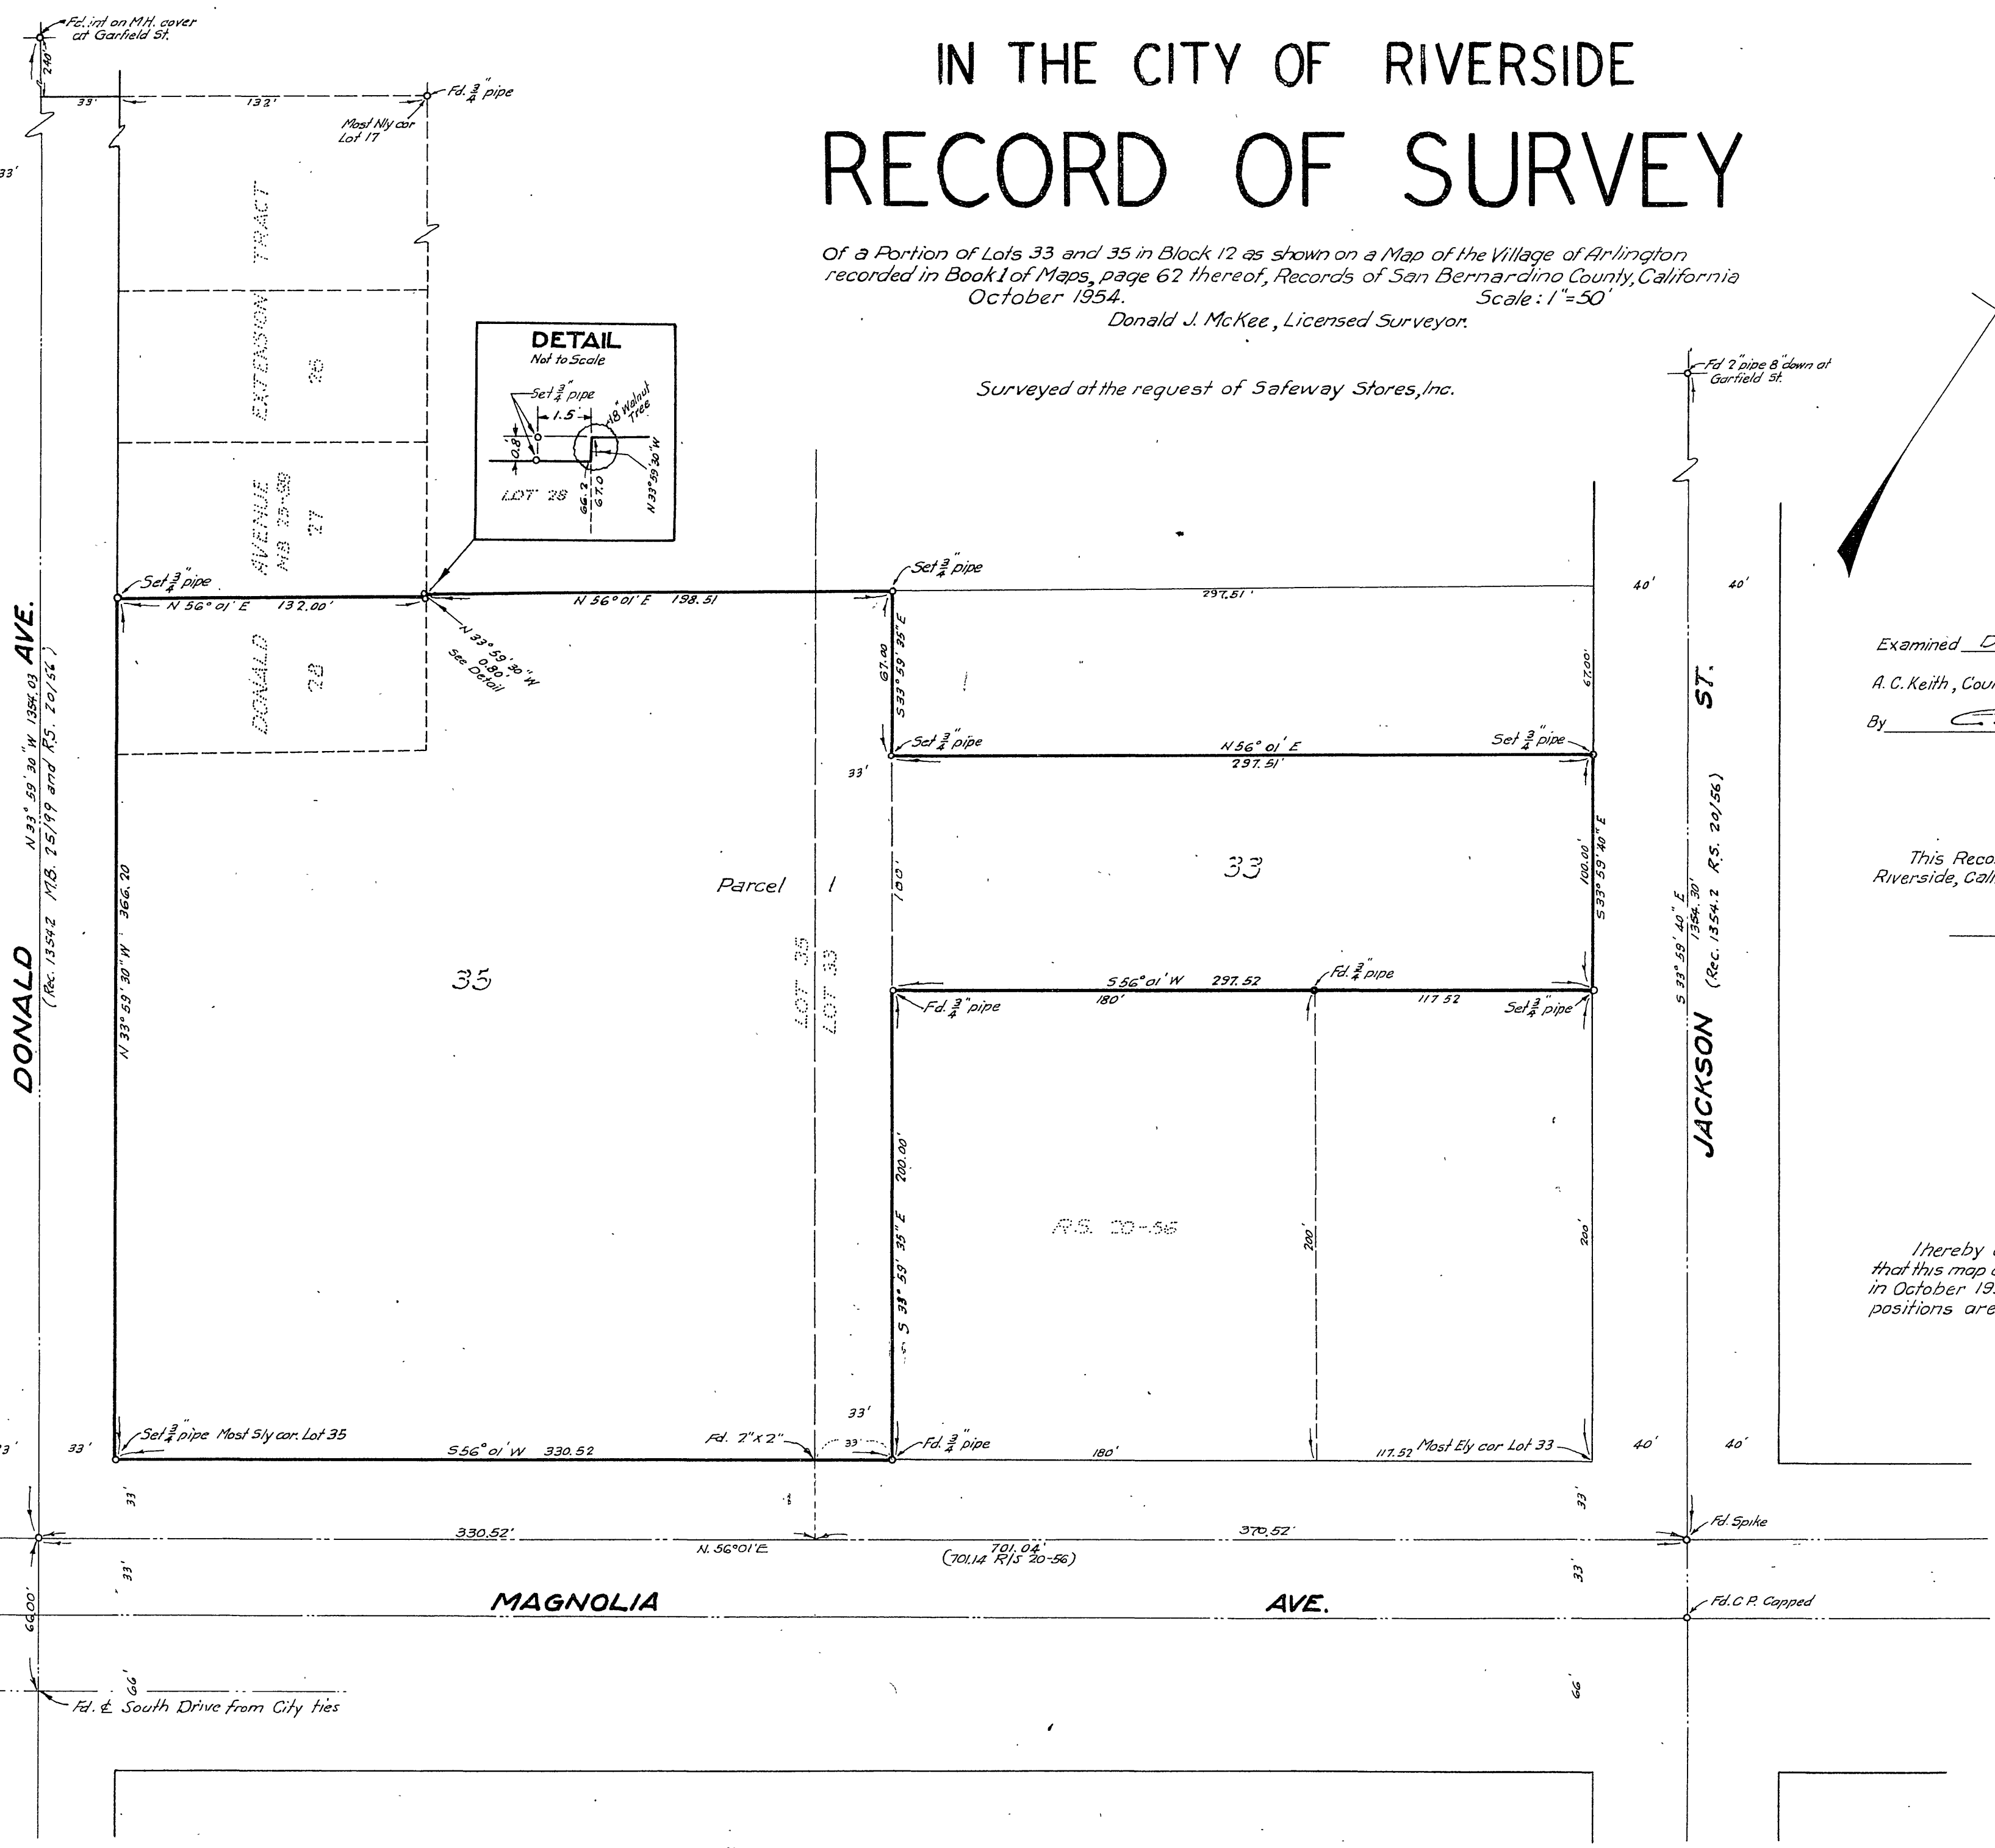 IN THE CITY OF RIVERSIDE
RECORD OF SURVEY
Of a Portion of Lots 33 and 35 in Block 12 as shown on a Map of the Village of Arlington
recorded in Book 1 of Maps, page 62 thereof, Records of San Bernardino County, California
October 1954. Scale: 1"=50'
Donald J. McKee, Licensed Surveyor.
Surveyed at the request of Safeway Stores, Inc.
Fd. int on M.H. cover
at Garfield St.
240'
33'
132'
Fd. 3/4" pipe
Most Nly cor
Lot 17
33'
DONALD AVENUE EXTENSION TRACT
MB 25-99
26
27
28
DETAIL
Not to Scale
Set 3/4" pipe
1.5'
18" Walnut
Tree
0.8'
LOT 28
66.2
67.0
N 33° 59' 30" W
Fd 2" pipe 8" down at
Garfield St.
Set 3/4" pipe
N 56° 01' E 132.00'
N 56° 01' E 198.51
Set 3/4" pipe
297.51'
40'
40'
N 33° 59' 30" W
0.80'
See Detail
67.00
S 33° 59' 35" E
67.00'
Set 3/4" pipe
N 56° 01' E
297.51'
Set 3/4" pipe
33'
DONALD AVE.
N 33° 59' 30" W 1354.03
(Rec. 1354.2 M.B. 25/99 and R.S. 20/56)
N 33° 59' 30" W 366.20
Parcel 1
35
LOT 35
LOT 33
100'
33
100.00'
S 33° 59' 40" E
JACKSON ST.
S 33° 59' 40" E
1354.30'
(Rec. 1354.2 R.S. 20/56)
Examined
A. C. Keith,
By
This
Riverside,
I hereby
that this map
in October
positions are
S 56° 01' W 297.52
Fd. 3/4" pipe
180'
117.52
Fd. 3/4" pipe
Set 3/4" pipe
200.00'
S 33° 59' 35" E
R.S. 20-56
200'
200'
33'
Set 3/4" pipe Most Sly cor. Lot 35
S 56° 01' W 330.52
Fd. 2" x 2"
33'
33'
Fd. 3/4" pipe
180'
117.52
Most Ely cor Lot 33
40'
40'
33'
33'
330.52'
370.52'
N. 56° 01' E
701.04'
(701.14 R/S 20-56)
Fd. Spike
33'
33'
MAGNOLIA AVE.
Fd. C.P. Capped
66.00'
66'
66'
Fd. ℄ South Drive from City ties